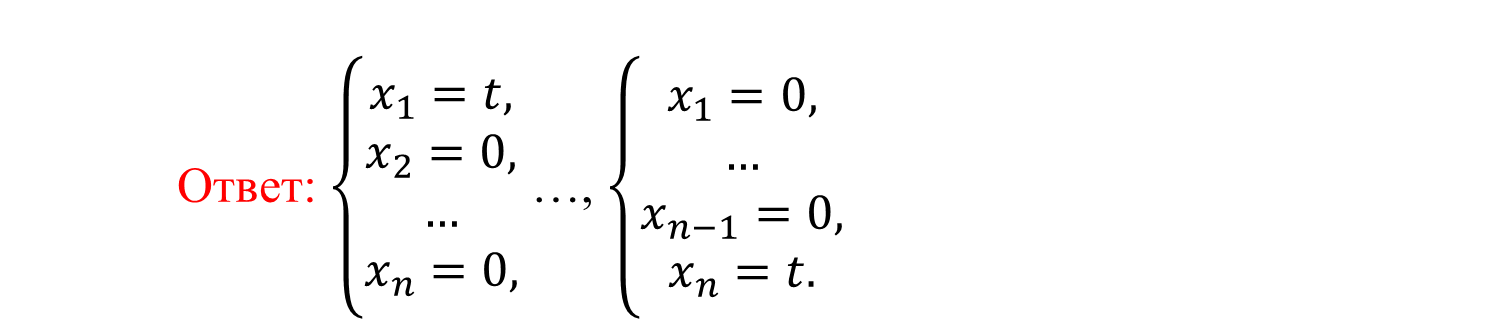 Ответ: { x₁ = t, x₂ = 0, ... xₙ = 0, ..., { x₁ = 0, ... xₙ₋₁ = 0, xₙ = t.